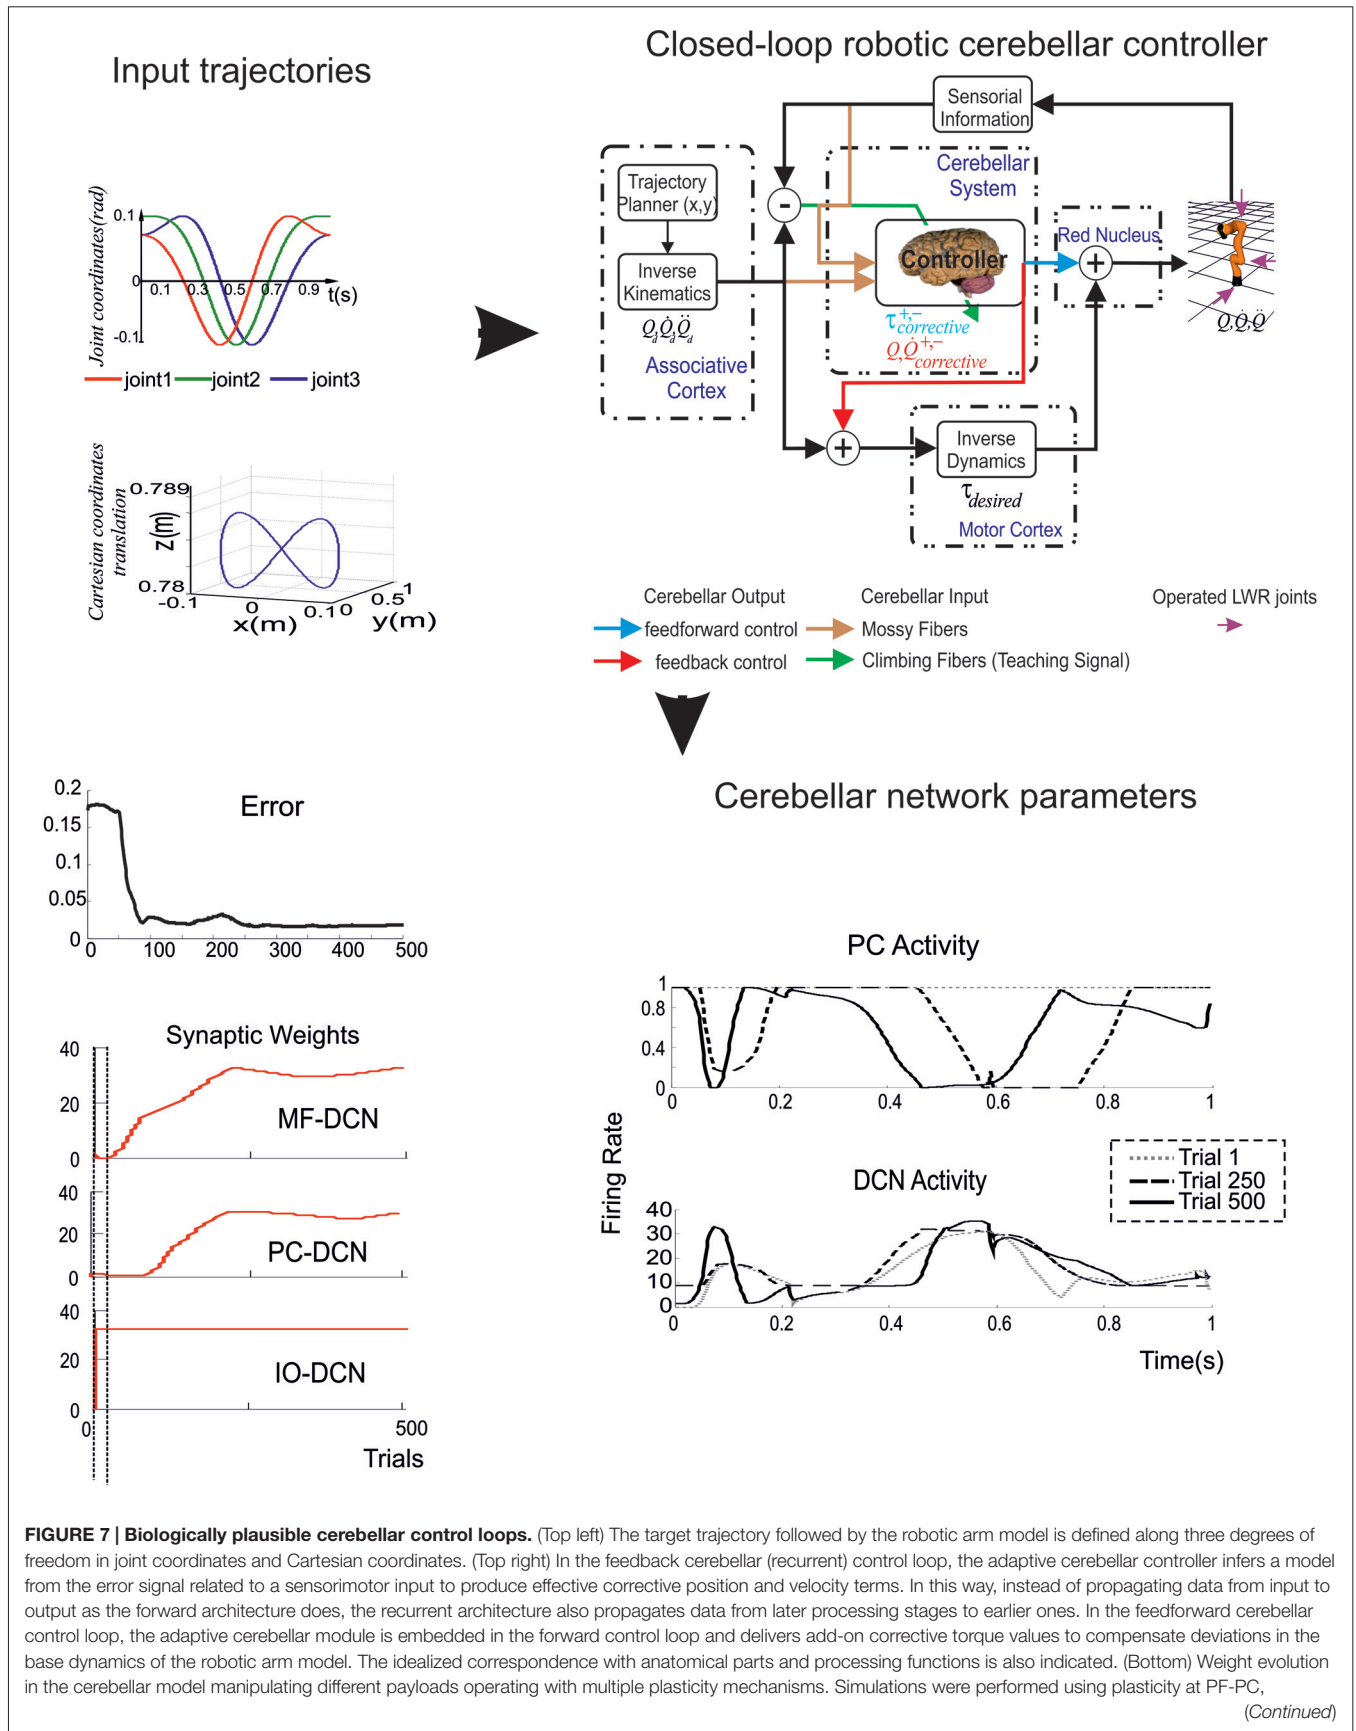 Input trajectories
Joint coordinates(rad)
0.1
0
-0.1
0.1 0.3 0.5 0.7 0.9 t(s)
joint1 joint2 joint3
Cartesian coordinates
translation
z(m)
0.789
0.78
-0.1 0 0.10 0.5 1
x(m) y(m)
Closed-loop robotic cerebellar controller
Sensorial
Information
Trajectory
Planner (x,y)
Inverse
Kinematics
Associative
Cortex
-
Cerebellar
System
Controller
τ+,-corrective
Q,Q̇+,-corrective
Red Nucleus
+
Q,Q̇,Q̈
+
Inverse
Dynamics
τdesired
Motor Cortex
Cerebellar Output Cerebellar Input Operated LWR joints
feedforward control Mossy Fibers
feedback control Climbing Fibers (Teaching Signal)
Error
0.2
0.15
0.1
0.05
0
0 100 200 300 400 500
Synaptic Weights
40
20
0
MF-DCN
40
20
0
PC-DCN
40
20
0
IO-DCN
0 500
Trials
Cerebellar network parameters
PC Activity
1
0.8
0.4
0
0 0.2 0.4 0.6 0.8 1
Firing Rate
Trial 1
Trial 250
Trial 500
DCN Activity
40
30
20
10
0
0 0.2 0.4 0.6 0.8 1
Time(s)
FIGURE 7 | Biologically plausible cerebellar control loops. (Top left) The target trajectory followed by the robotic arm model is defined along three degrees of
freedom in joint coordinates and Cartesian coordinates. (Top right) In the feedback cerebellar (recurrent) control loop, the adaptive cerebellar controller infers a model
from the error signal related to a sensorimotor input to produce effective corrective position and velocity terms. In this way, instead of propagating data from input to
output as the forward architecture does, the recurrent architecture also propagates data from later processing stages to earlier ones. In the feedforward cerebellar
control loop, the adaptive cerebellar module is embedded in the forward control loop and delivers add-on corrective torque values to compensate deviations in the
base dynamics of the robotic arm model. The idealized correspondence with anatomical parts and processing functions is also indicated. (Bottom) Weight evolution
in the cerebellar model manipulating different payloads operating with multiple plasticity mechanisms. Simulations were performed using plasticity at PF-PC,
(Continued)